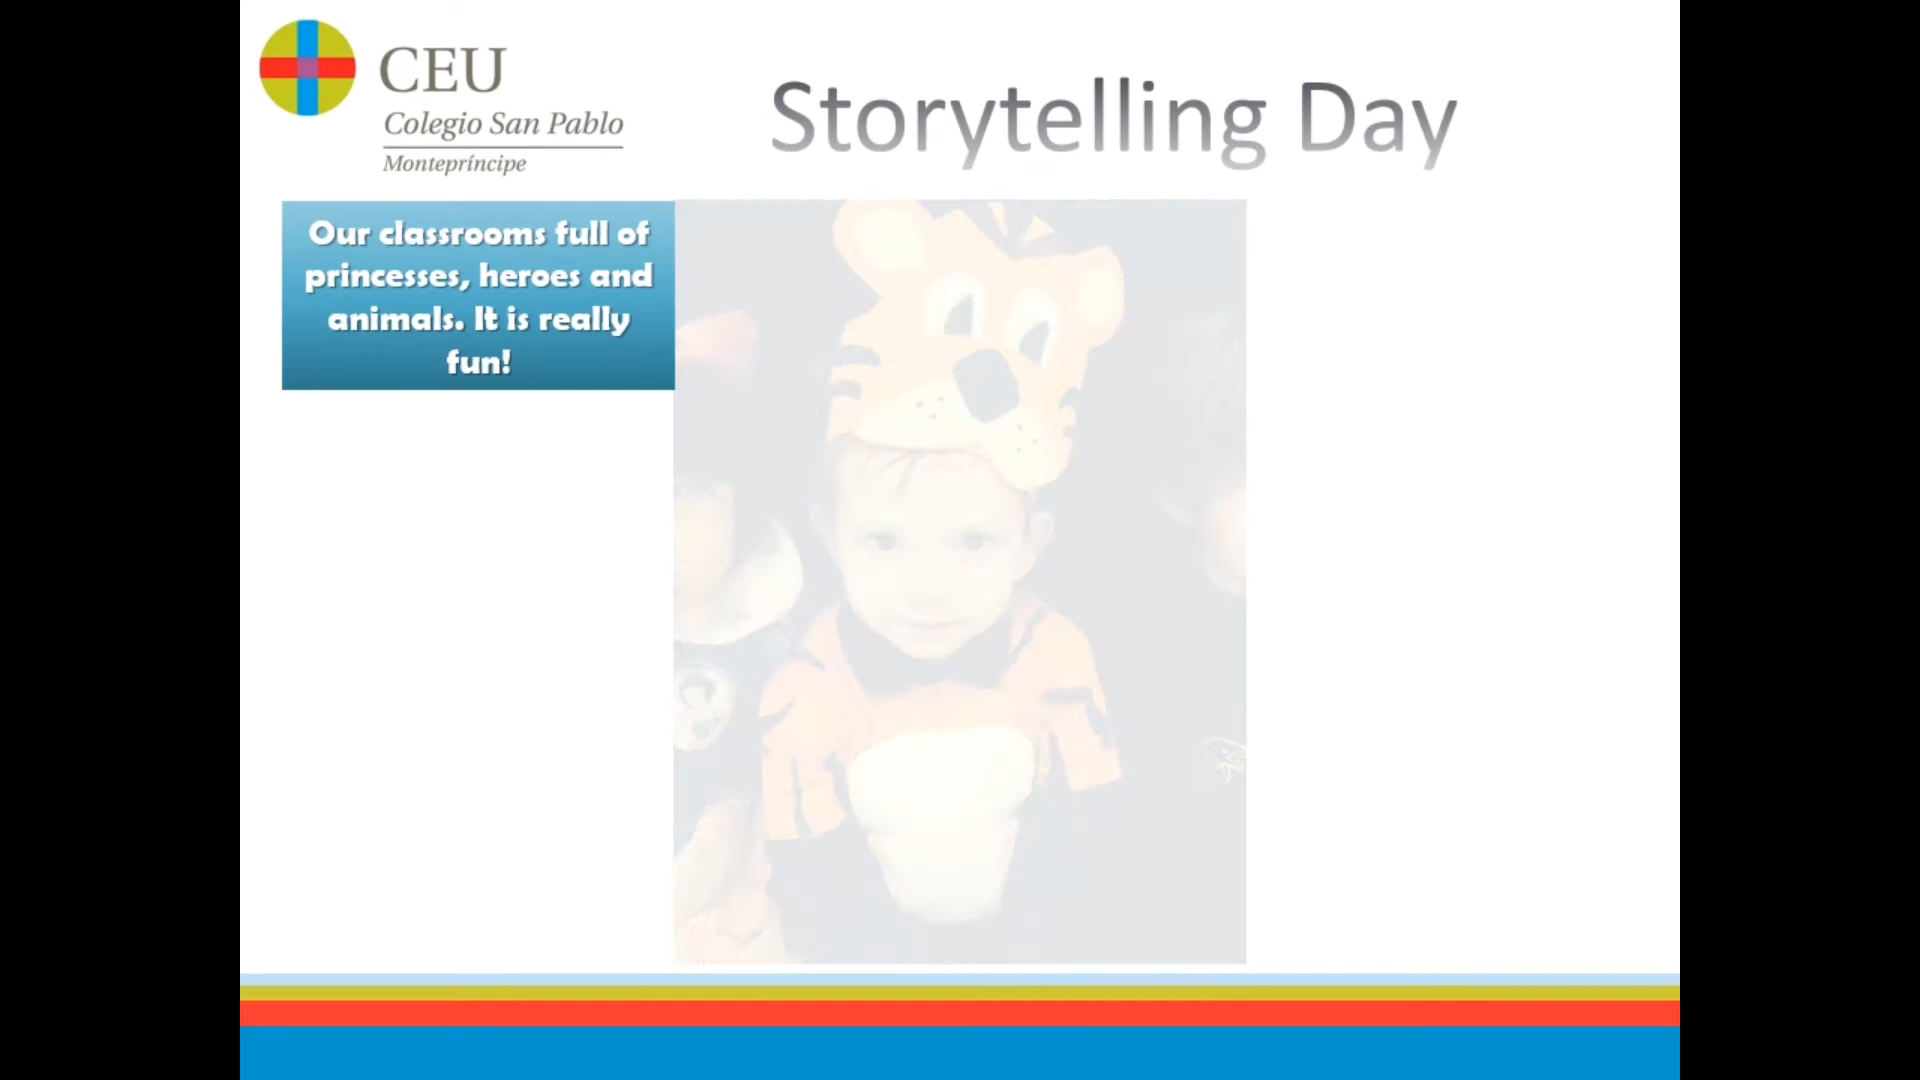 CEU
Colegio San Pablo
Montepríncipe
Storytelling Day
Our classrooms full of
princesses, heroes and
animals. It is really
fun!